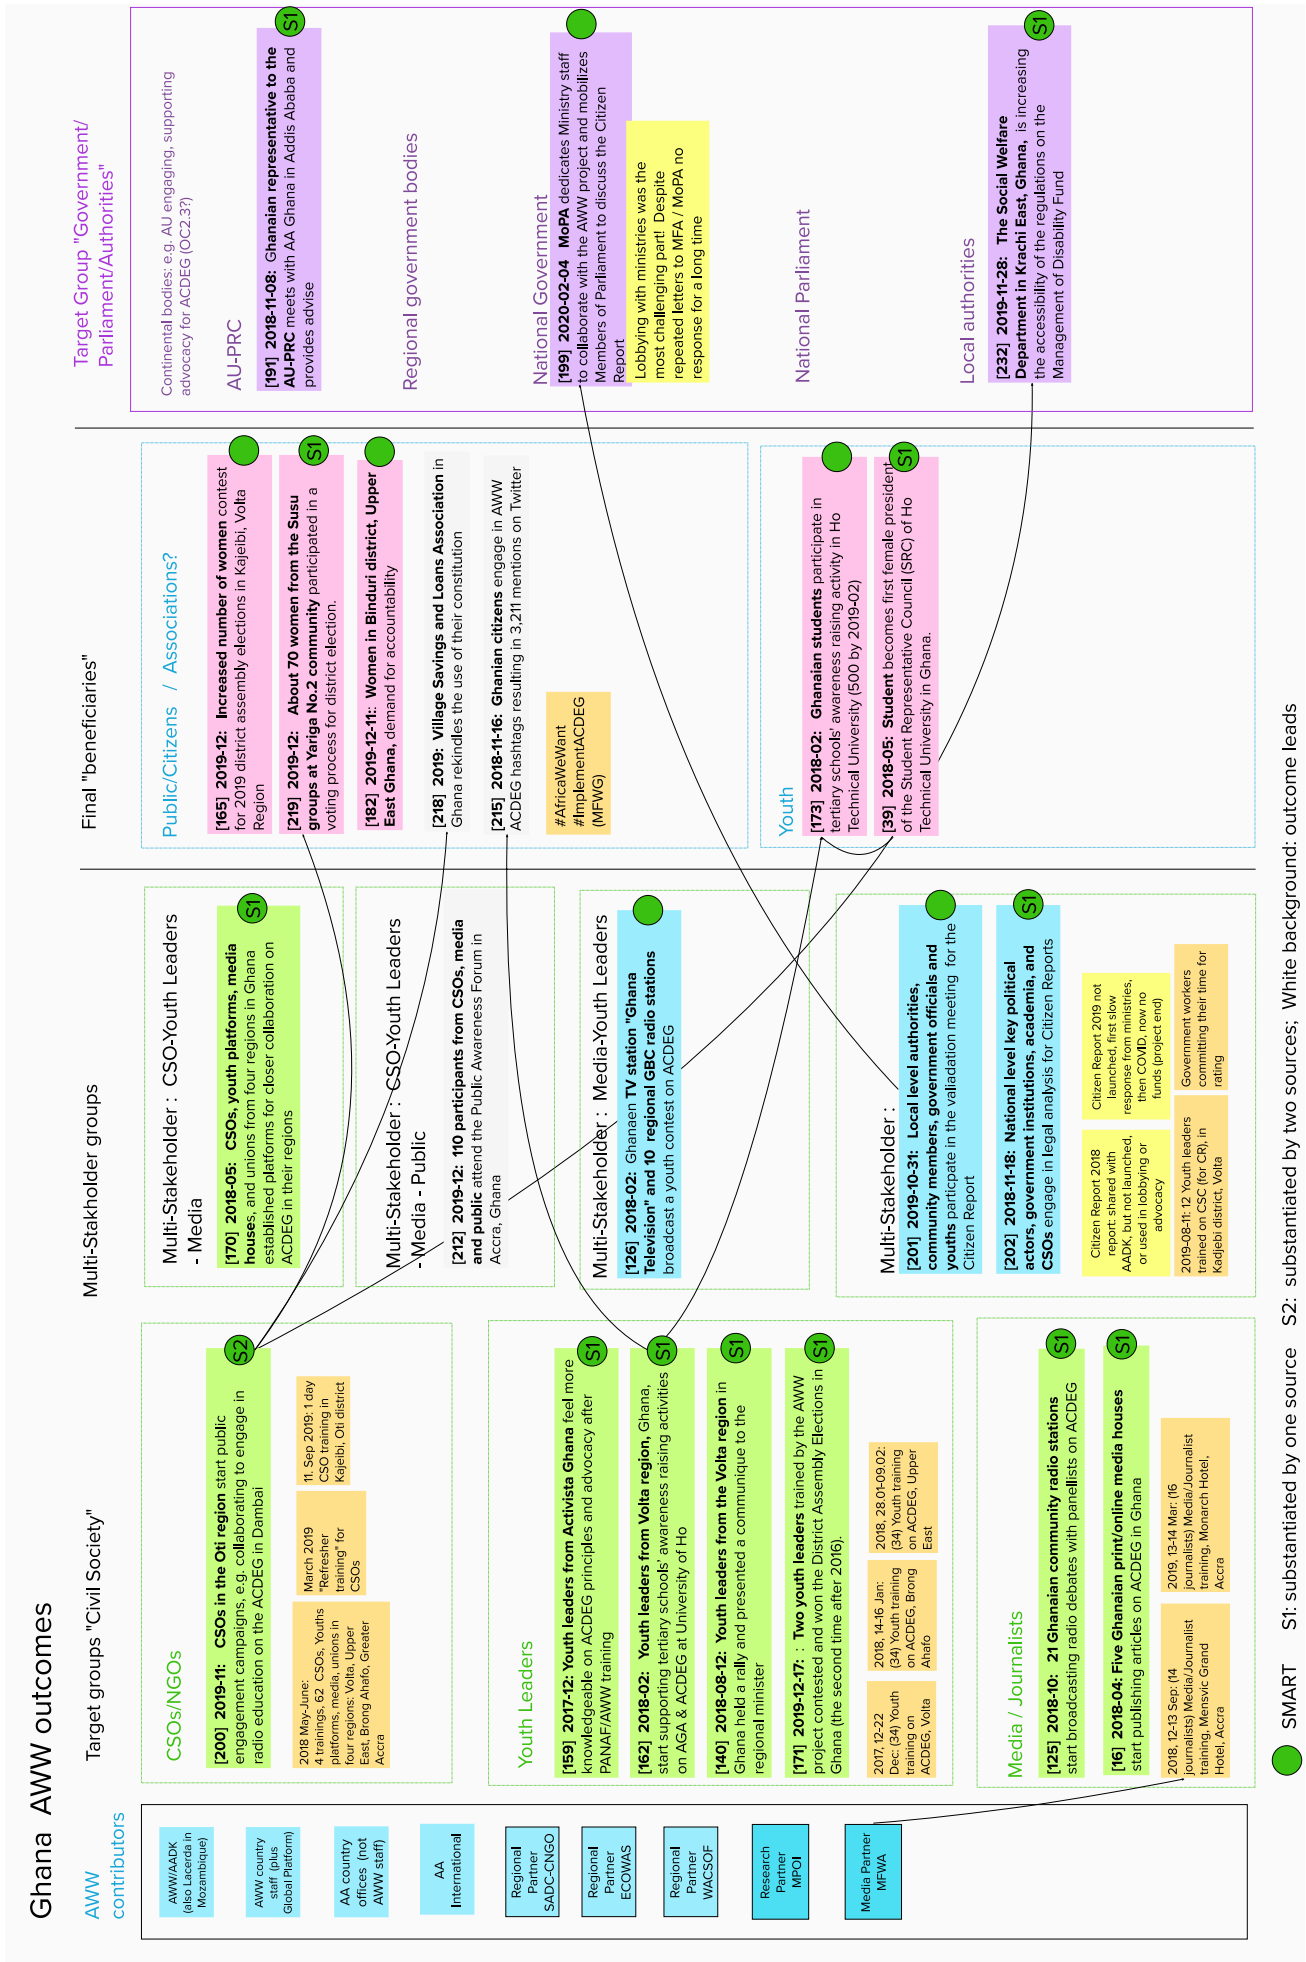 Ghana AWW outcomes
AWW
contributors
AWW/AADK
(also Lacerda in
Mozambique)
AWW country
staff (plus
Global Platform)
AA country
offices (not
AWW staff)
AA
International
Regional
Partner
SADC-CNGO
Regional
Partner
ECOWAS
Regional
Partner
WACSOF
Research
Partner
MPOI
Media Partner
MFWA
Target groups "Civil Society"
CSOs/NGOs
[200] 2019-11: CSOs in the Oti region start public
engagement campaigns, e.g. collaborating to engage in
radio education on the ACDEG in Dambai
S2
2018 May-June:
4 trainings, 62 CSOs, Youths
platforms, media, unions in
four regions: Volta, Upper
East, Brong Ahafo, Greater
Accra
March 2019
"Refresher
training" for
CSOs
11. Sep 2019: 1 day
CSO training in
Kajeibi, Oti district
Youth Leaders
[159] 2017-12: Youth leaders from Activista Ghana feel more
knowledgeable on ACDEG principles and advocacy after
PANAF/AWW training
S1
[162] 2018-02: Youth leaders from Volta region, Ghana,
start supporting tertiary schools' awareness raising activities
on AGA & ACDEG at University of Ho
S1
[140] 2018-08-12: Youth leaders from the Volta region in
Ghana held a rally and presented a communique to the
regional minister
S1
[171] 2019-12-17: : Two youth leaders trained by the AWW
project contested and won the District Assembly Elections in
Ghana (the second time after 2016).
S1
2017, 12-22
Dec: (34) Youth
training on
ACDEG, Volta
2018, 14-16 Jan:
(34) Youth training
on ACDEG, Brong
Ahafo
2018, 28.01-09.02:
(34) Youth training
on ACDEG, Upper
East
Media / Journalists
[125] 2018-10: 21 Ghanaian community radio stations
start broadcasting radio debates with panellists on ACDEG
S1
[16] 2018-04: Five Ghanaian print/online media houses
start publishing articles on ACDEG in Ghana
S1
2018, 12-13 Sep: (14
journalists) Media/Journalist
training, Mensvic Grand
Hotel, Accra
2019, 13-14 Mar: (16
journalists) Media/Journalist
training, Monarch Hotel,
Accra
Multi-Stakholder groups
Multi-Stakeholder : CSO-Youth Leaders
- Media
[170] 2018-05: CSOs, youth platforms, media
houses, and unions from four regions in Ghana
established platforms for closer collaboration on
ACDEG in their regions
S1
Multi-Stakeholder : CSO-Youth Leaders
- Media - Public
[212] 2019-12: 110 participants from CSOs, media
and public attend the Public Awareness Forum in
Accra, Ghana
Multi-Stakeholder : Media-Youth Leaders
[126] 2018-02: Ghanaen TV station "Ghana
Television" and 10 regional GBC radio stations
broadcast a youth contest on ACDEG
Multi-Stakeholder :
[201] 2019-10-31: Local level authorities,
community members, government officials and
youths particpate in the valiadation meeting for the
Citizen Report
[202] 2018-11-18: National level key political
actors, government institutions, academia, and
CSOs engage in legal analysis for Citizen Reports
S1
Citizen Report 2018
report: shared with
AADK, but not launched,
or used in lobbying or
advocacy
Citizen Report 2019 not
launched, first slow
response from ministries,
then COVID, now no
funds (project end)
2019-08-11: 12 Youth leaders
trained on CSC (for CR), in
Kadjebi district, Volta
Government workers
committing their time for
rating
Final "beneficiaries"
Public/Citizens / Associations?
[165] 2019-12: Increased number of women contest
for 2019 district assembly elections in Kajeibi, Volta
Region
[219] 2019-12: About 70 women from the Susu
groups at Yariga No.2 community participated in a
voting process for district election.
S1
[182] 2019-12-11:: Women in Binduri district, Upper
East Ghana, demand for accountability
[218] 2019: Village Savings and Loans Association in
Ghana rekindles the use of their constitution
[215] 2018-11-16: Ghanian citizens engage in AWW
ACDEG hashtags resulting in 3,211 mentions on Twitter
#AfricaWeWant
#ImplementACDEG
(MFWG)
Youth
[173] 2018-02: Ghanaian students participate in
tertiary schools' awareness raising activity in Ho
Technical University (500 by 2019-02)
[39] 2018-05: Student becomes first female president
of the Student Representative Council (SRC) of Ho
Technical University in Ghana.
S1
Target Group "Government/
Parliament/Authorities"
Continental bodies: e.g. AU engaging, supporting
advocacy for ACDEG (OC2.3?)
AU-PRC
[191] 2018-11-08: Ghanaian representative to the
AU-PRC meets with AA Ghana in Addis Ababa and
provides advise
S1
Regional government bodies
National Government
[199] 2020-02-04 MoPA dedicates Ministry staff
to collaborate with the AWW project and mobilizes
Members of Parliament to discuss the Citizen
Report
Lobbying with ministries was the
most challenging part! Despite
repeated letters to MFA / MoPA no
response for a long time
National Parliament
Local authorities
[232] 2019-11-28: The Social Welfare
Department in Krachi East, Ghana, is increasing
the accessibility of the regulations on the
Management of Disability Fund
S1
SMART S1: substantiated by one source S2: substantiated by two sources; White background: outcome leads